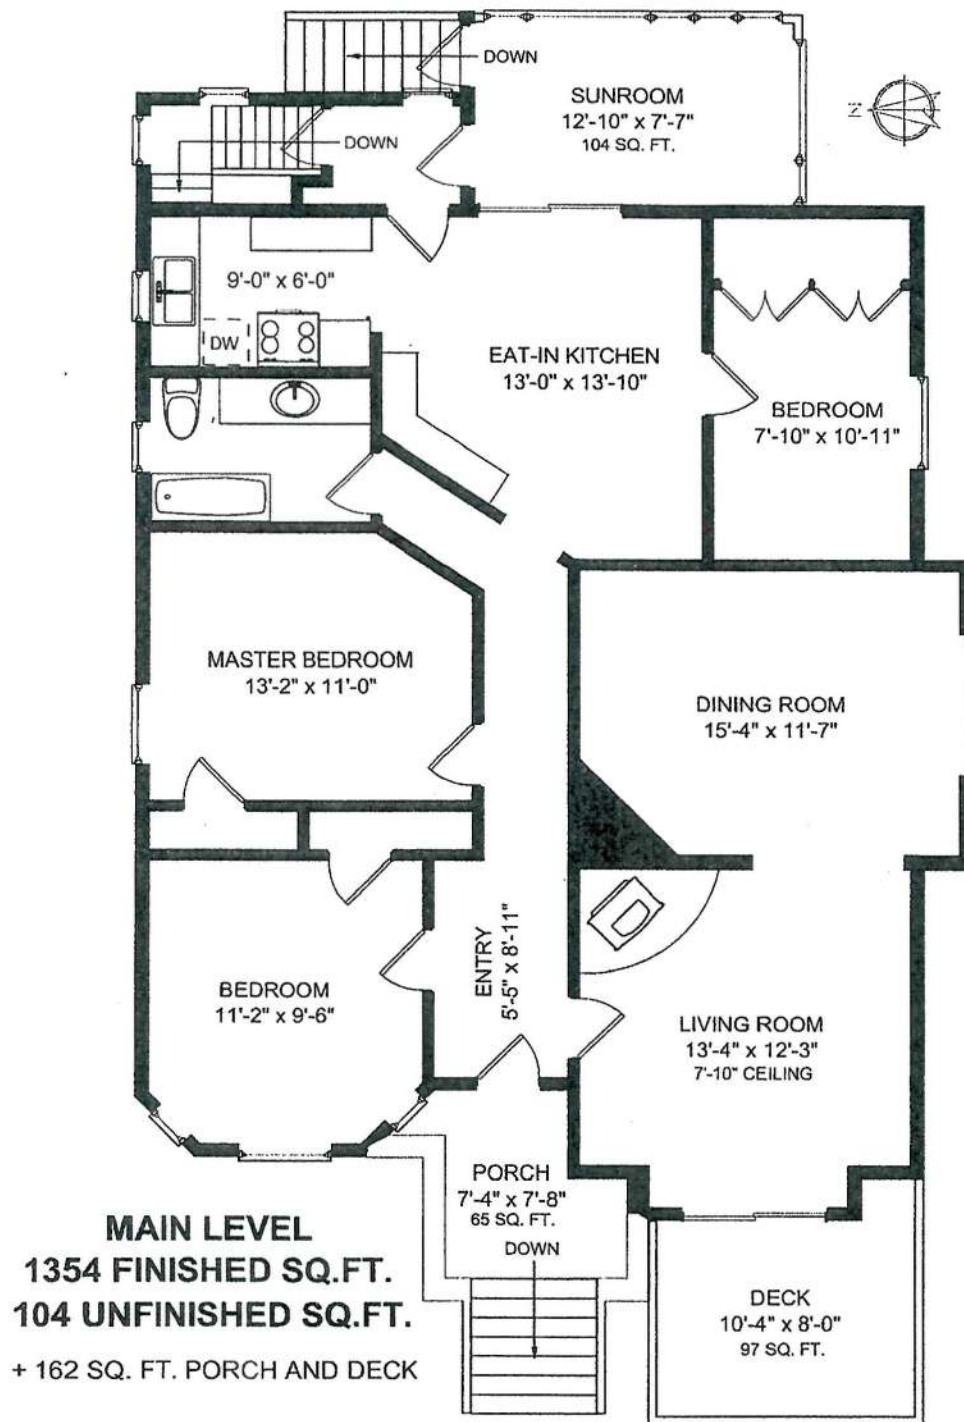 DOWN
SUNROOM
12'-10" x 7'-7"
104 SQ. FT.
N
DOWN
9'-0" x 6'-0"
DW
EAT-IN KITCHEN
13'-0" x 13'-10"
BEDROOM
7'-10" x 10'-11"
MASTER BEDROOM
13'-2" x 11'-0"
DINING ROOM
15'-4" x 11'-7"
ENTRY
5'-5" x 8'-11"
BEDROOM
11'-2" x 9'-6"
LIVING ROOM
13'-4" x 12'-3"
7'-10" CEILING
PORCH
7'-4" x 7'-8"
65 SQ. FT.
DOWN
MAIN LEVEL
1354 FINISHED SQ.FT.
104 UNFINISHED SQ.FT.
+ 162 SQ. FT. PORCH AND DECK
DECK
10'-4" x 8'-0"
97 SQ. FT.